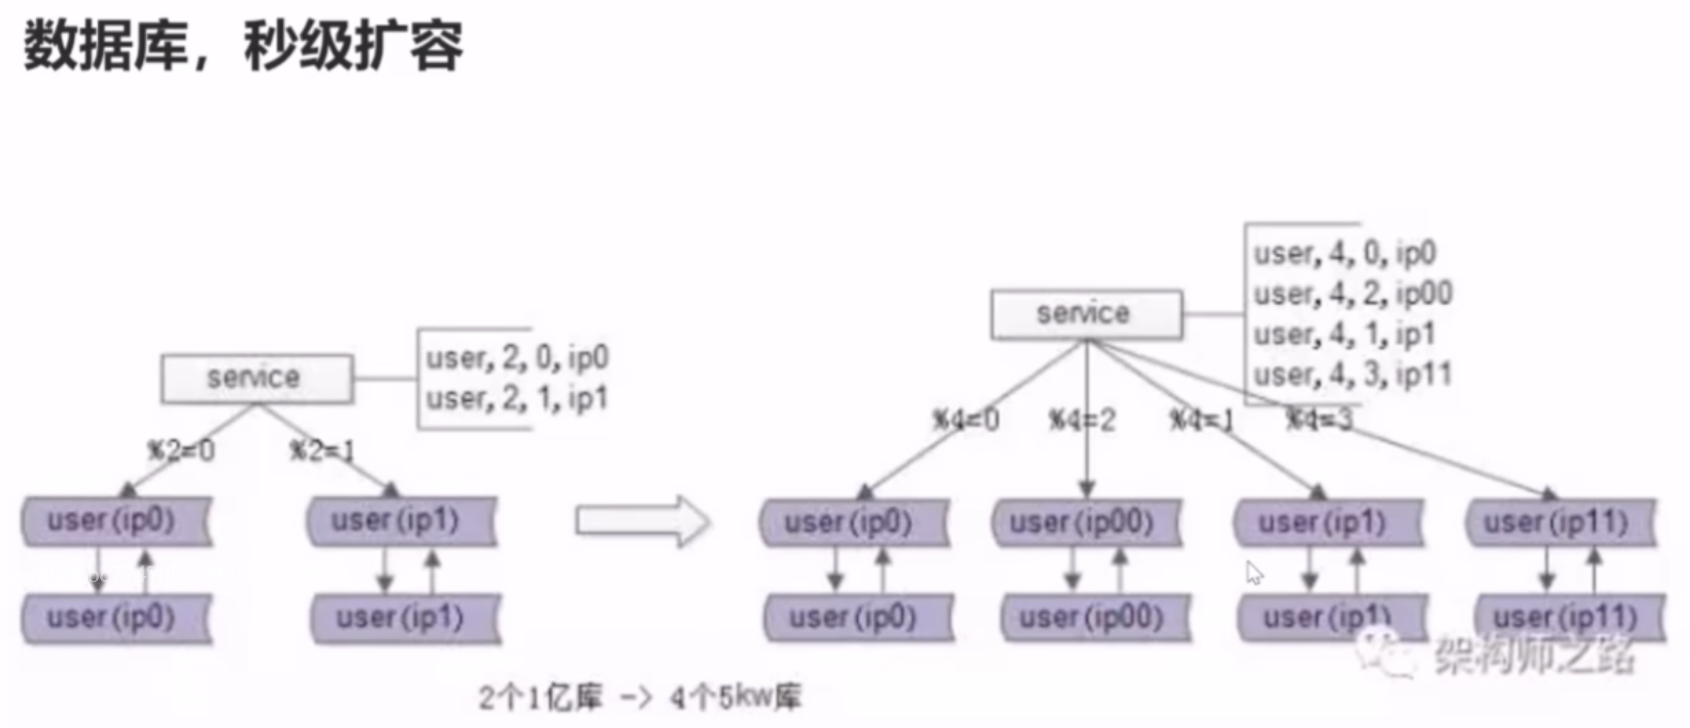 数据库，秒级扩容
service
user, 2, 0, ip0
user, 2, 1, ip1
%2=0
%2=1
user(ip0)
user(ip1)
user(ip0)
user(ip1)
service
user, 4, 0, ip0
user, 4, 2, ip00
user, 4, 1, ip1
user, 4, 3, ip11
%4=0
%4=2
%4=1
%4=3
user(ip0)
user(ip00)
user(ip1)
user(ip11)
user(ip0)
user(ip00)
user(ip1)
user(ip11)
架构师之路
2个1亿库 -> 4个5kw库